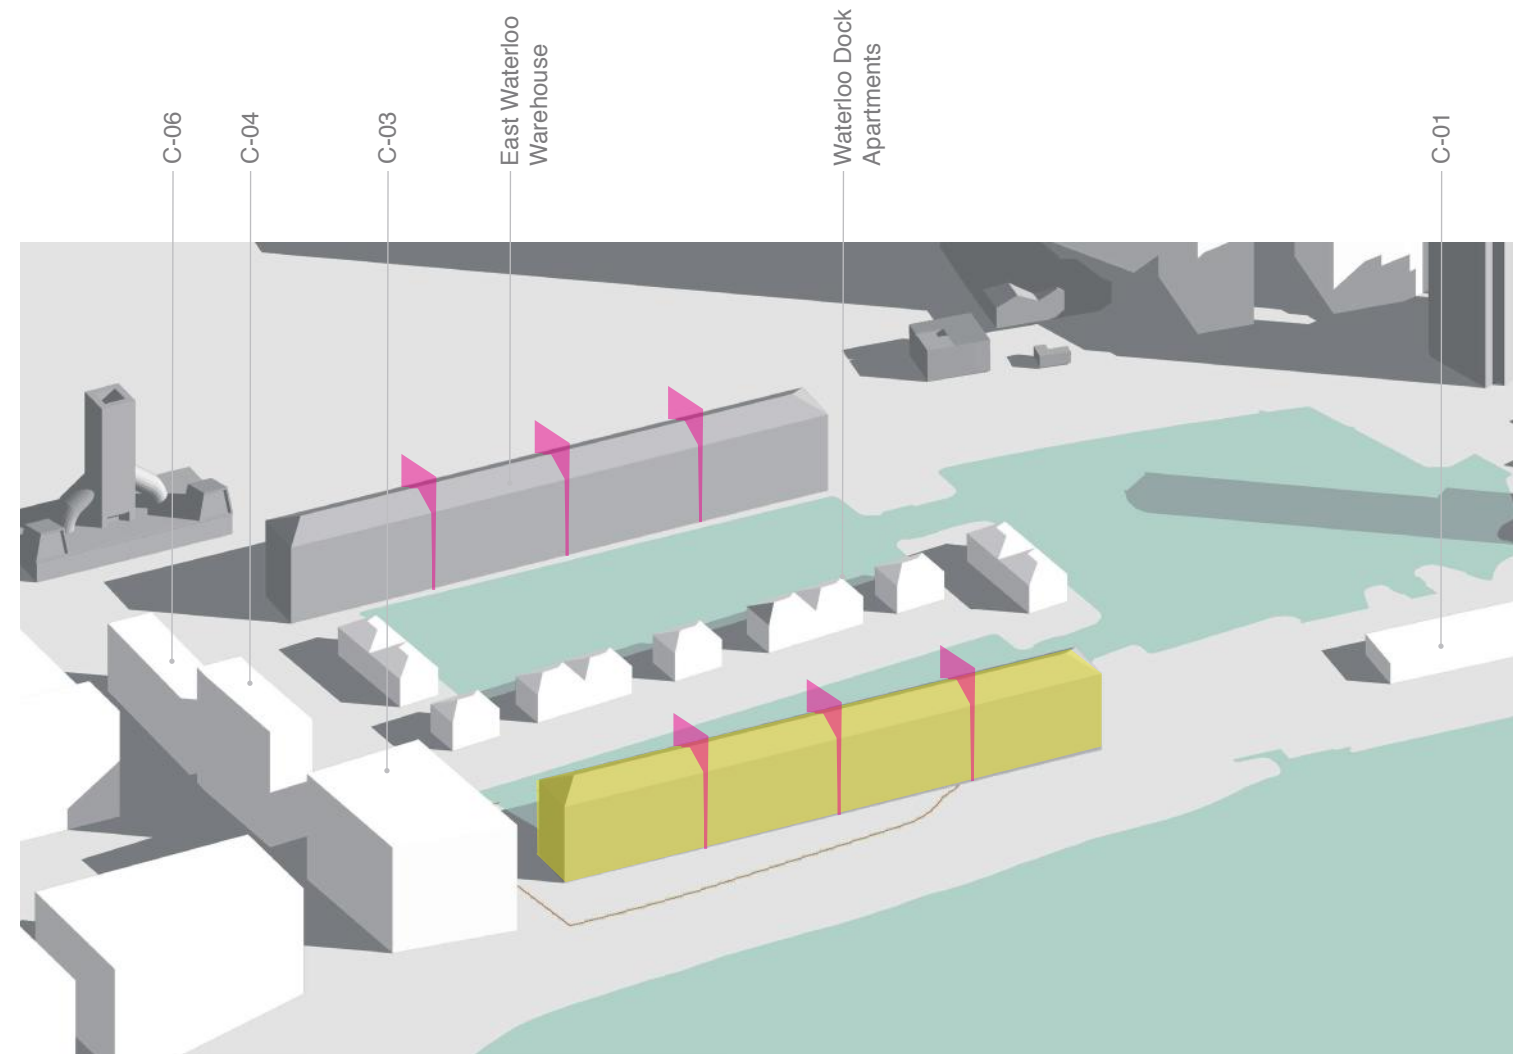 C-06
C-04
C-03
East Waterloo
Warehouse
Waterloo Dock
Apartments
C-01